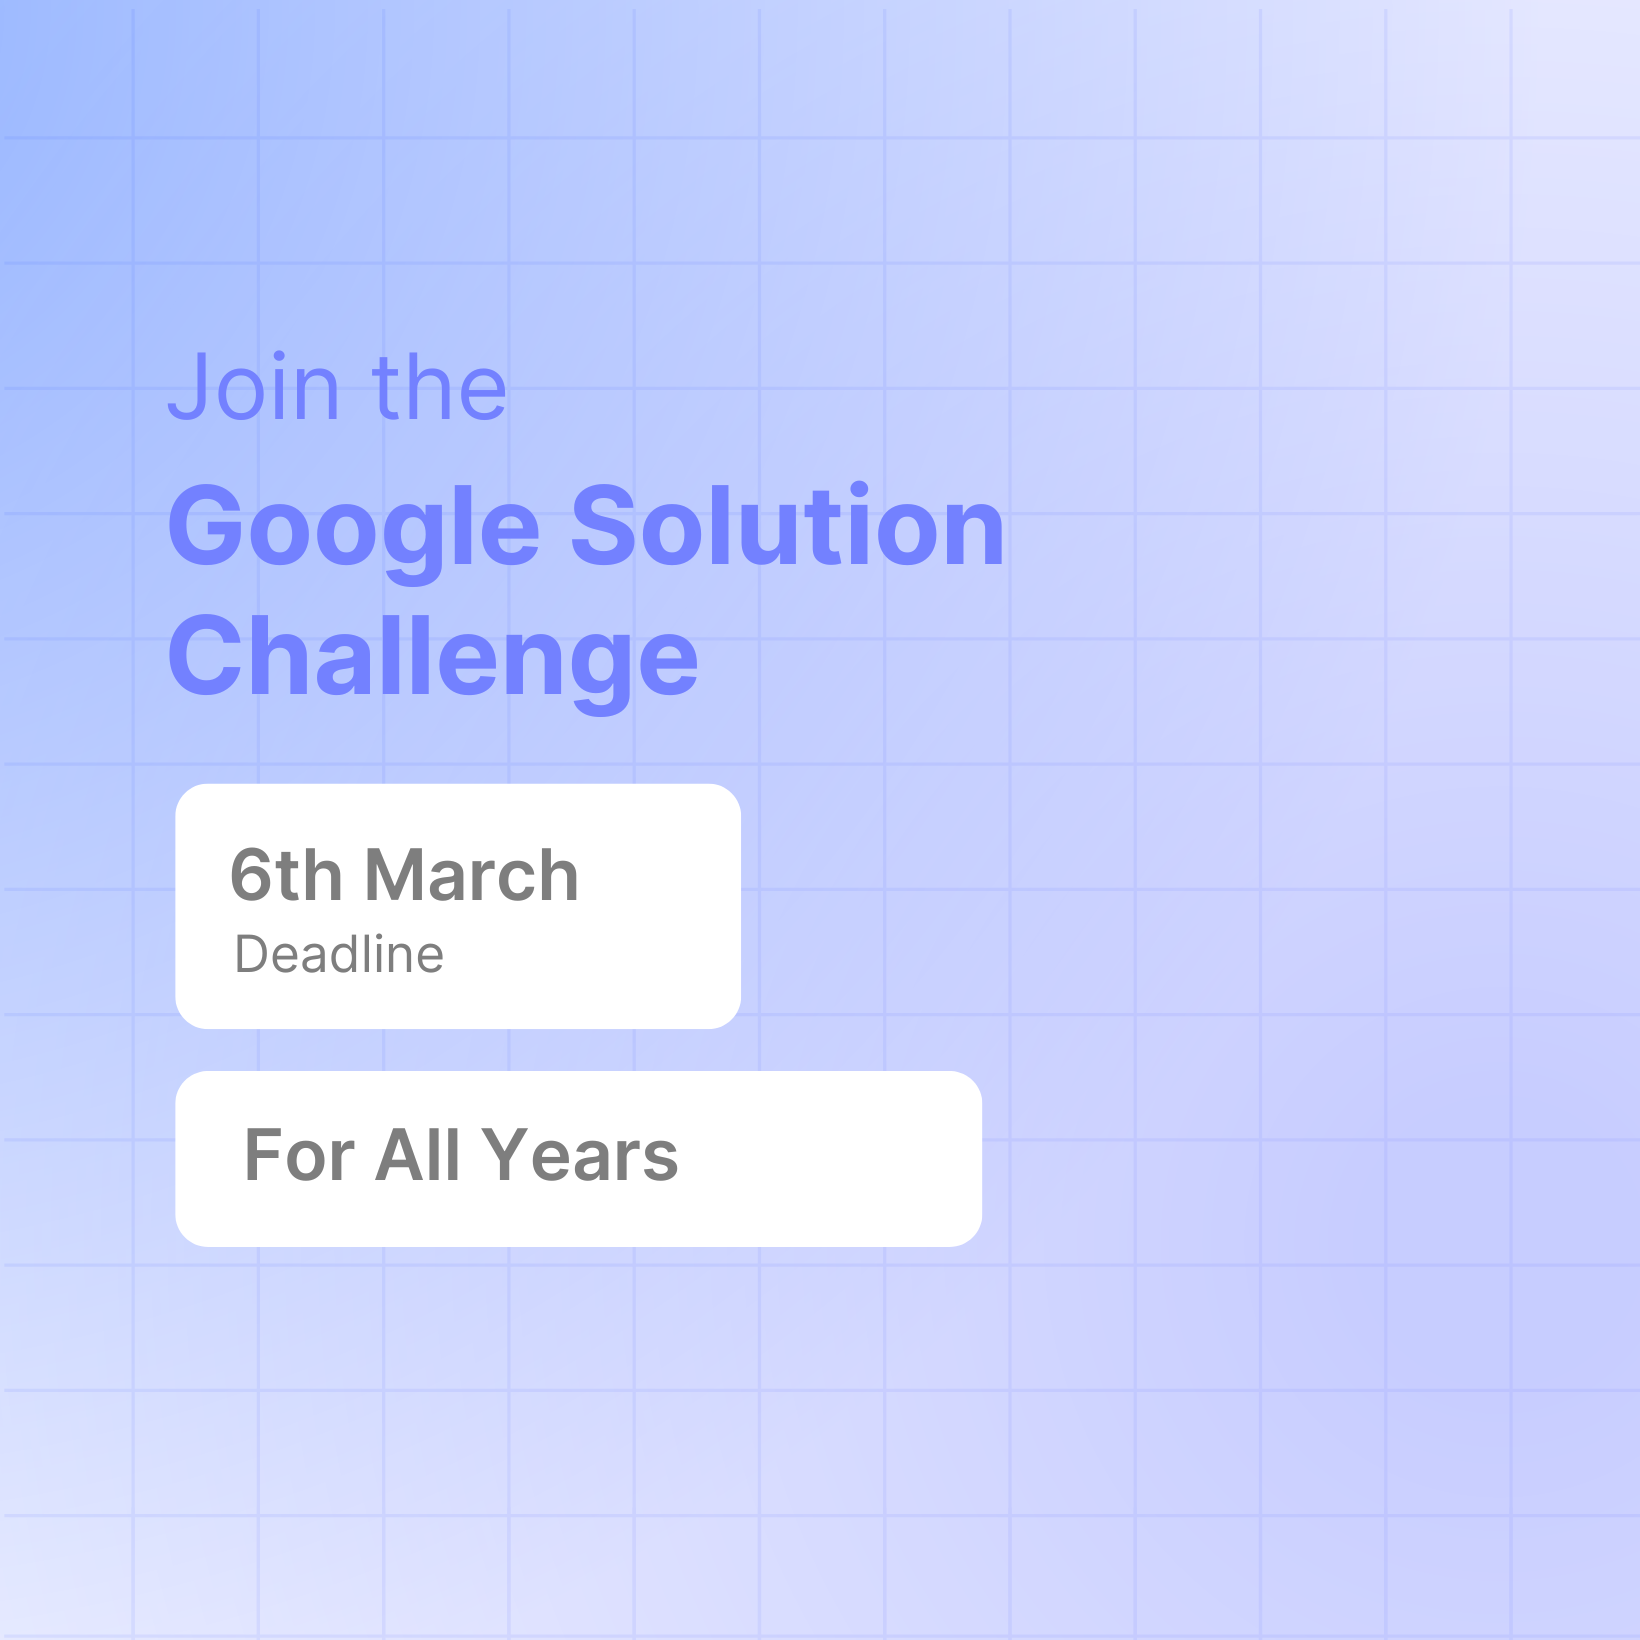 Join the
Google Solution
Challenge
6th March
Deadline
For All Years